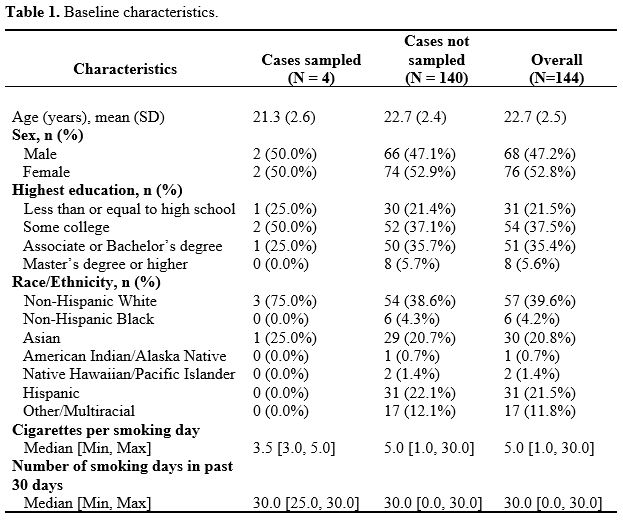 Table 1. Baseline characteristics.
Characteristics Cases sampled (N = 4) Cases not sampled (N = 140) Overall (N=144)
Age (years), mean (SD) 21.3 (2.6) 22.7 (2.4) 22.7 (2.5)
Sex, n (%)
Male 2 (50.0%) 66 (47.1%) 68 (47.2%)
Female 2 (50.0%) 74 (52.9%) 76 (52.8%)
Highest education, n (%)
Less than or equal to high school 1 (25.0%) 30 (21.4%) 31 (21.5%)
Some college 2 (50.0%) 52 (37.1%) 54 (37.5%)
Associate or Bachelor’s degree 1 (25.0%) 50 (35.7%) 51 (35.4%)
Master’s degree or higher 0 (0.0%) 8 (5.7%) 8 (5.6%)
Race/Ethnicity, n (%)
Non-Hispanic White 3 (75.0%) 54 (38.6%) 57 (39.6%)
Non-Hispanic Black 0 (0.0%) 6 (4.3%) 6 (4.2%)
Asian 1 (25.0%) 29 (20.7%) 30 (20.8%)
American Indian/Alaska Native 0 (0.0%) 1 (0.7%) 1 (0.7%)
Native Hawaiian/Pacific Islander 0 (0.0%) 2 (1.4%) 2 (1.4%)
Hispanic 0 (0.0%) 31 (22.1%) 31 (21.5%)
Other/Multiracial 0 (0.0%) 17 (12.1%) 17 (11.8%)
Cigarettes per smoking day
Median [Min, Max] 3.5 [3.0, 5.0] 5.0 [1.0, 30.0] 5.0 [1.0, 30.0]
Number of smoking days in past
30 days
Median [Min, Max] 30.0 [25.0, 30.0] 30.0 [0.0, 30.0] 30.0 [0.0, 30.0]